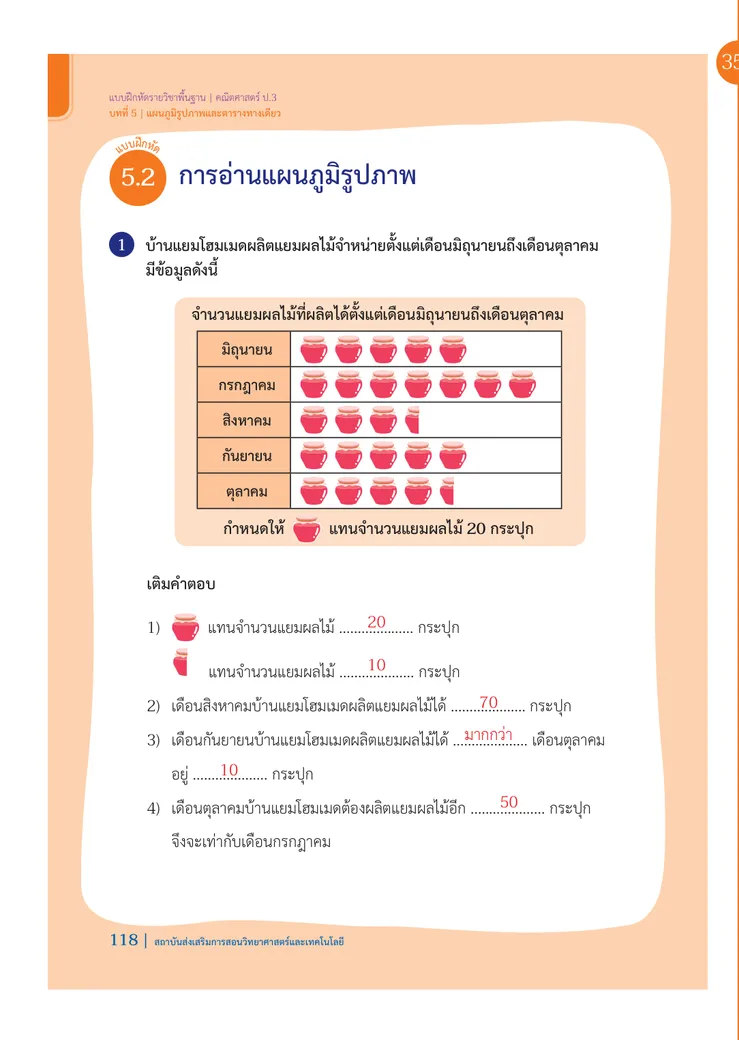 35
แบบฝึกหัดรายวิชาพื้นฐาน | คณิตศาสตร์ ป.3
บทที่ 5 | แผนภูมิรูปภาพและตารางทางเดียว
แบบฝึกหัด
5.2 การอ่านแผนภูมิรูปภาพ
1 บ้านแยมโฮมเมดผลิตแยมผลไม้จำหน่ายตั้งแต่เดือนมิถุนายนถึงเดือนตุลาคม
มีข้อมูลดังนี้
จำนวนแยมผลไม้ที่ผลิตได้ตั้งแต่เดือนมิถุนายนถึงเดือนตุลาคม
มิถุนายน
กรกฎาคม
สิงหาคม
กันยายน
ตุลาคม
กำหนดให้ แทนจำนวนแยมผลไม้ 20 กระปุก
เติมคำตอบ
1) แทนจำนวนแยมผลไม้ ....................20 กระปุก
แทนจำนวนแยมผลไม้ ....................10 กระปุก
2) เดือนสิงหาคมบ้านแยมโฮมเมดผลิตแยมผลไม้ได้ ....................70 กระปุก
3) เดือนกันยายนบ้านแยมโฮมเมดผลิตแยมผลไม้ได้ ....................มากกว่า เดือนตุลาคม
อยู่ ....................10 กระปุก
4) เดือนตุลาคมบ้านแยมโฮมเมดต้องผลิตแยมผลไม้อีก ....................50 กระปุก
จึงจะเท่ากับเดือนกรกฎาคม
118 | สถาบันส่งเสริมการสอนวิทยาศาสตร์และเทคโนโลยี